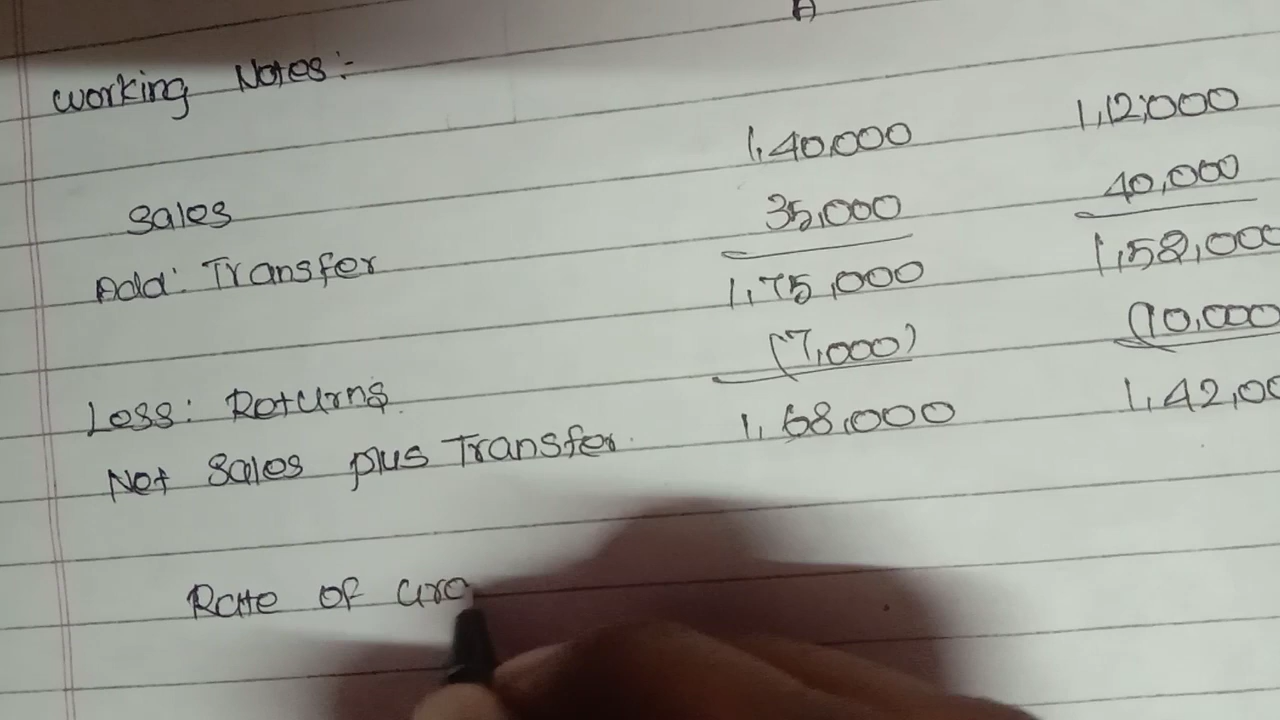 A
Working Notes:-
Sales 1,40,000 1,12,000
Add: Transfer 35,000 40,000
1,75,000 1,52,000
Less: Returns (7,000) (10,000
Net Sales plus Transfer. 1,68,000 1,42,00
Rate of Gro